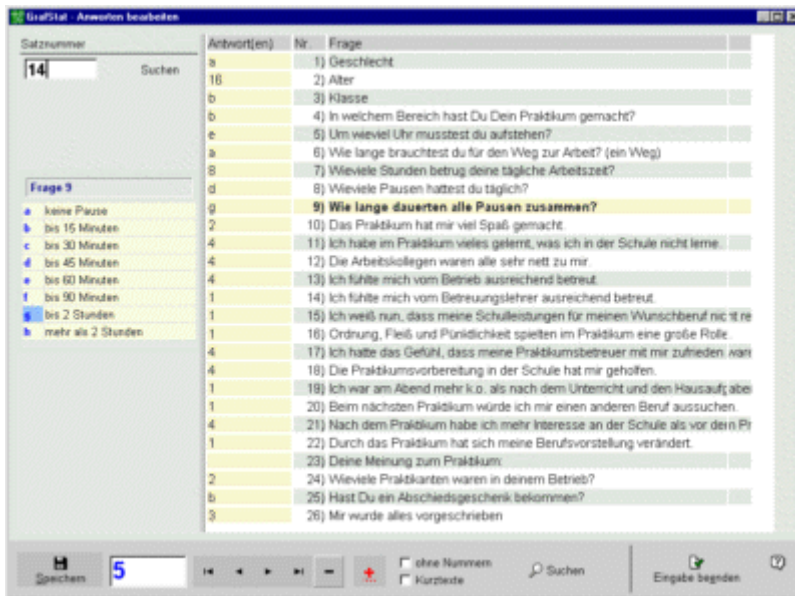 GrafStat - Anworten bearbeiten
Satznummer
14
Suchen
Frage 9
a keine Pause
b bis 15 Minuten
c bis 30 Minuten
d bis 45 Minuten
e bis 60 Minuten
f bis 90 Minuten
g bis 2 Stunden
h mehr als 2 Stunden
Antwort(en) Nr. Frage
a 1) Geschlecht
16 2) Alter
b 3) Klasse
b 4) In welchem Bereich hast Du Dein Praktikum gemacht?
e 5) Um wieviel Uhr musstest du aufstehen?
a 6) Wie lange brauchtest du für den Weg zur Arbeit? (ein Weg)
8 7) Wieviele Stunden betrug deine tägliche Arbeitszeit?
d 8) Wieviele Pausen hattest du täglich?
g 9) Wie lange dauerten alle Pausen zusammen?
2 10) Das Praktikum hat mir viel Spaß gemacht.
4 11) Ich habe im Praktikum vieles gelernt, was ich in der Schule nicht lerne.
4 12) Die Arbeitskollegen waren alle sehr nett zu mir.
4 13) Ich fühlte mich vom Betrieb ausreichend betreut.
1 14) Ich fühlte mich vom Betreuungslehrer ausreichend betreut.
1 15) Ich weiß nun, dass meine Schulleistungen für meinen Wunschberuf nicht re
1 16) Ordnung, Fleiß und Pünktlichkeit spielten im Praktikum eine große Rolle.
4 17) Ich hatte das Gefühl, dass meine Praktikumsbetreuer mit mir zufrieden ware
4 18) Die Praktikumsvorbereitung in der Schule hat mir geholfen.
1 19) Ich war am Abend mehr k.o. als nach dem Unterricht und den Hausaufgaben
1 20) Beim nächsten Praktikum würde ich mir einen anderen Beruf aussuchen.
4 21) Nach dem Praktikum habe ich mehr Interesse an der Schule als vor dem Pr
1 22) Durch das Praktikum hat sich meine Berufsvorstellung verändert.
23) Deine Meinung zum Praktikum:
2 24) Wieviele Praktikanten waren in deinem Betrieb?
b 25) Hast Du ein Abschiedsgeschenk bekommen?
3 26) Mir wurde alles vorgeschrieben
Speichern
5
ohne Nummern
Kurztexte
Suchen
Eingabe beenden